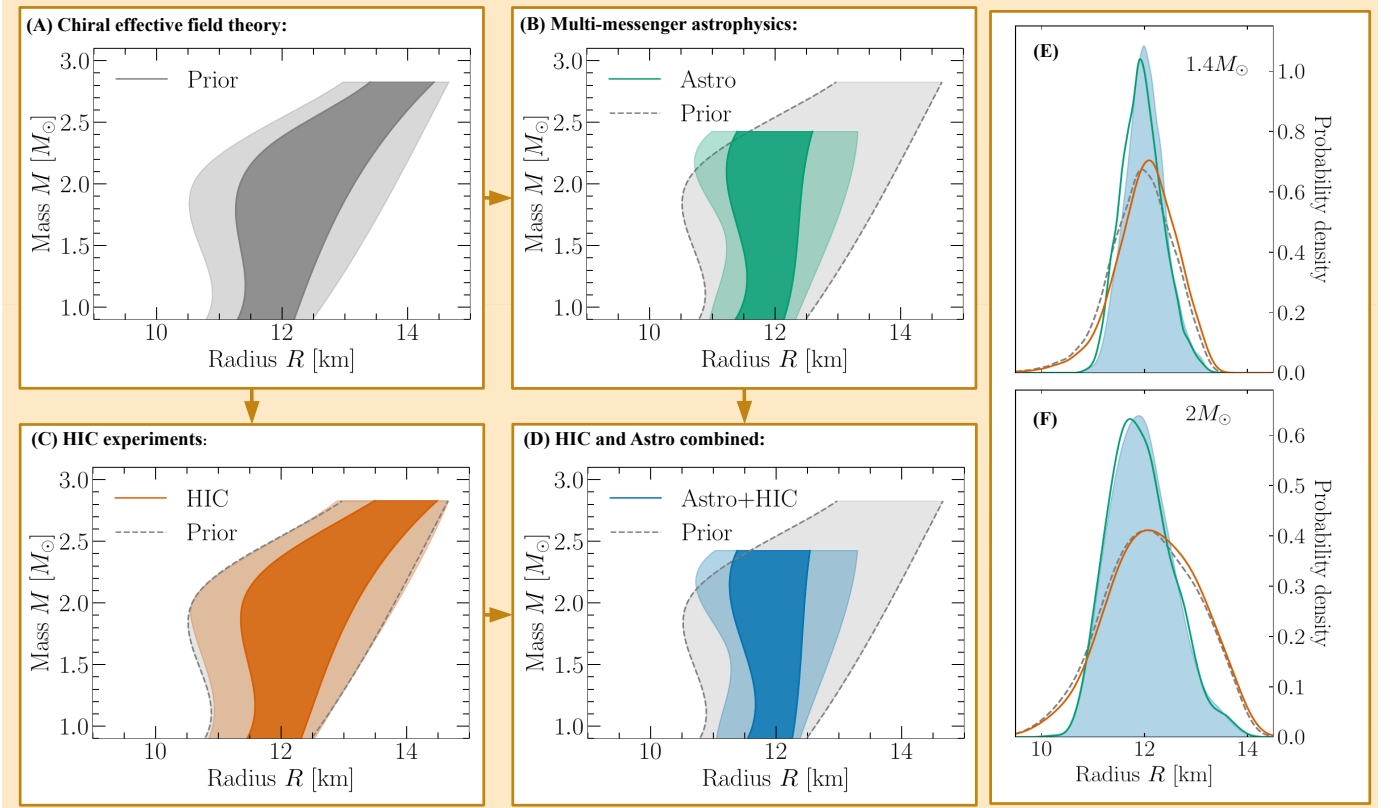 (A) Chiral effective field theory:
3.0
2.5
2.0
1.5
1.0
Mass M [M⊙]
Prior
10
12
14
Radius R [km]
(B) Multi-messenger astrophysics:
3.0
2.5
2.0
1.5
1.0
Mass M [M⊙]
Astro
Prior
10
12
14
Radius R [km]
(C) HIC experiments:
3.0
2.5
2.0
1.5
1.0
Mass M [M⊙]
HIC
Prior
10
12
14
Radius R [km]
(D) HIC and Astro combined:
3.0
2.5
2.0
1.5
1.0
Mass M [M⊙]
Astro+HIC
Prior
10
12
14
Radius R [km]
(E)
1.4M⊙
1.0
0.8
0.6
0.4
0.2
0.0
Probability density
(F)
2M⊙
0.6
0.5
0.4
0.3
0.2
0.1
0.0
Probability density
10
12
14
Radius R [km]